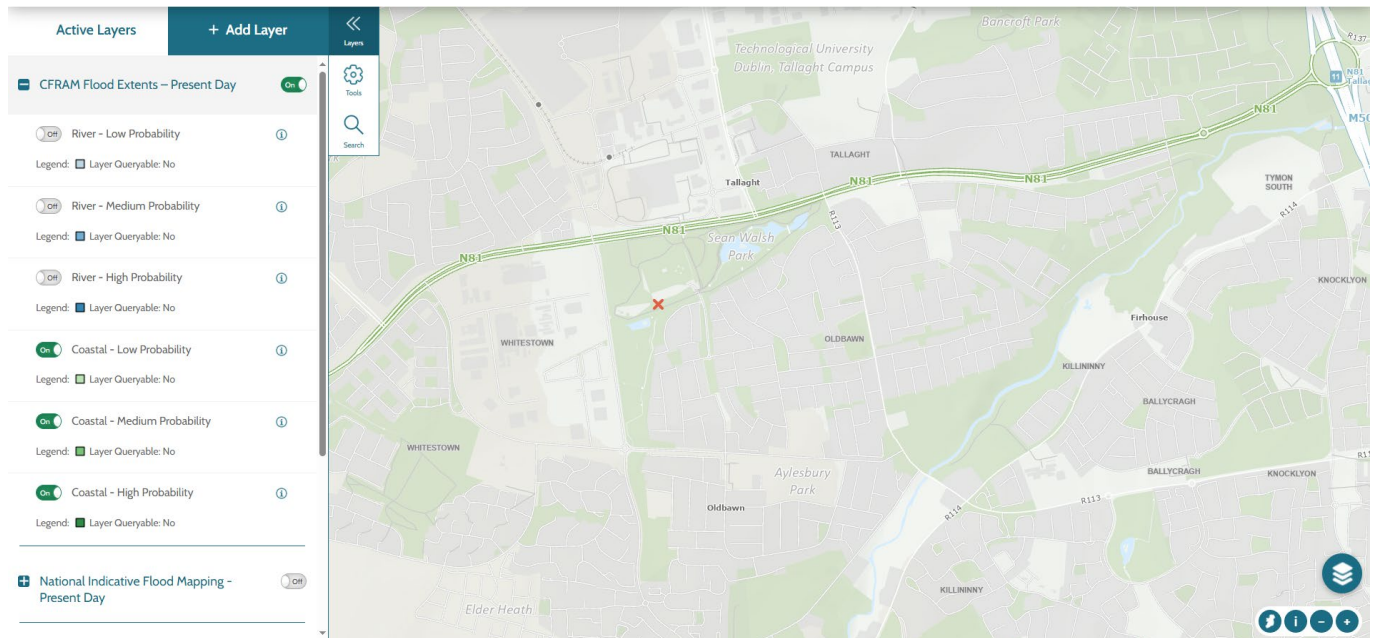 Active Layers
+ Add Layer
Layers
Tools
Search
CFRAM Flood Extents – Present Day
On
Off
River - Low Probability
Legend: Layer Queryable: No
Off
River - Medium Probability
Legend: Layer Queryable: No
Off
River - High Probability
Legend: Layer Queryable: No
On
Coastal - Low Probability
Legend: Layer Queryable: No
On
Coastal - Medium Probability
Legend: Layer Queryable: No
On
Coastal - High Probability
Legend: Layer Queryable: No
National Indicative Flood Mapping -
Present Day
Off
Bancroft Park
R137
Technological University
Dublin, Tallaght Campus
11
N81
N81
M50
TALLAGHT
Tallaght
N81
N81
TYMON
SOUTH
R114
R113
N81
Sean Walsh
Park
N81
KNOCKLYON
Firhouse
WHITESTOWN
OLDBAWN
KILLININNY
BALLYCRAGH
WHITESTOWN
Aylesbury
Park
BALLYCRAGH
KNOCKLYON
R113
Oldbawn
R114
KILLININNY
Elder Heath